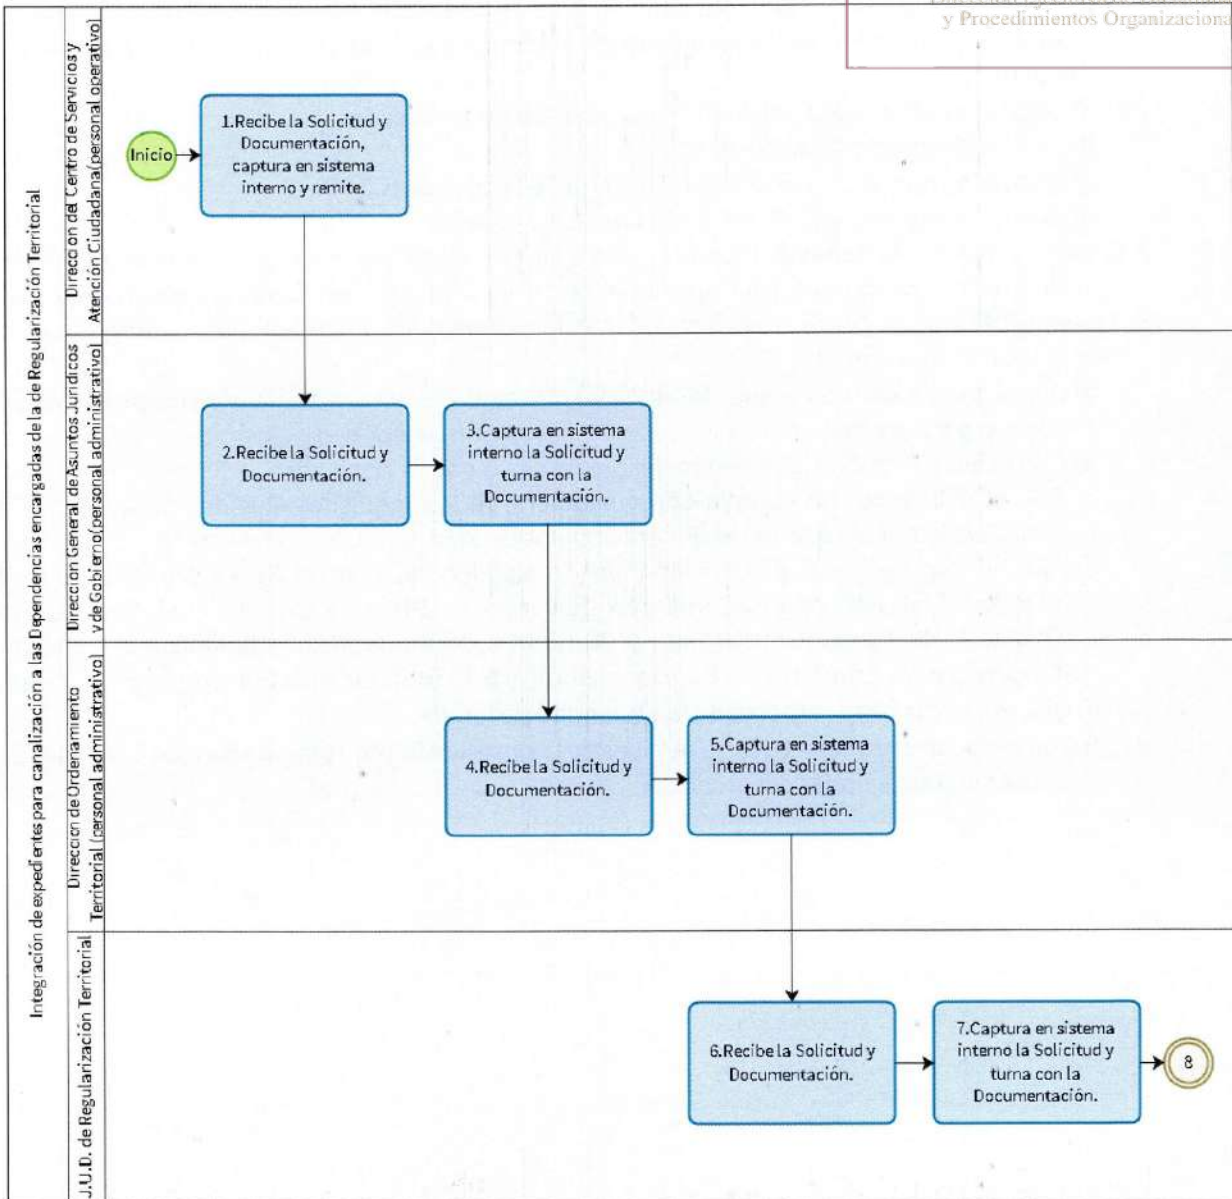 y Procedimientos Organizaciona
Integración de expedientes para canalización a las Dependencias encargadas de la de Regularización Territorial
Dirección del Centro de Servicios y
Atención Ciudadana(personal operativo)
Inicio
1.Recibe la Solicitud y
Documentación,
captura en sistema
interno y remite.
Dirección General de Asuntos Jurídicos
y de Gobierno(personal administrativo)
2.Recibe la Solicitud y
Documentación.
3.Captura en sistema
interno la Solicitud y
turna con la
Documentación.
Dirección de Ordenamiento
Territorial (personal administrativo)
4.Recibe la Solicitud y
Documentación.
5.Captura en sistema
interno la Solicitud y
turna con la
Documentación.
J.U.D. de Regularización Territorial
6.Recibe la Solicitud y
Documentación.
7.Captura en sistema
interno la Solicitud y
turna con la
Documentación.
8